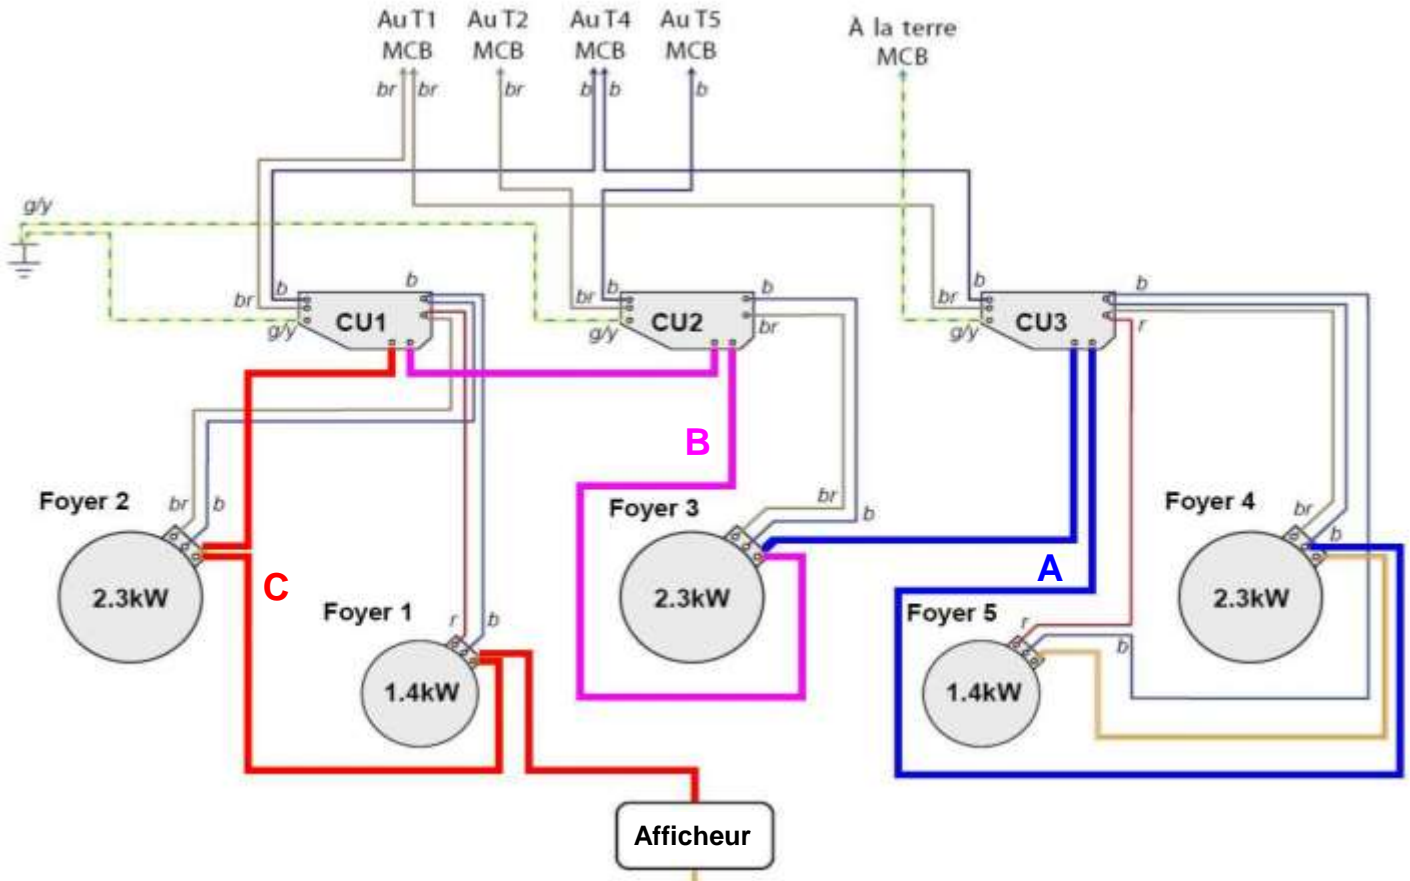 Au T1 Au T2 Au T4 Au T5 À la terre
MCB MCB MCB MCB MCB
br br br b b b
g/y
b b b b b b
br br br br
g/y CU1 g/y CU2 g/y CU3 r
B
Foyer 2 br b Foyer 3 br b Foyer 4 br b
A
C
2.3kW 2.3kW 2.3kW
Foyer 1 r b Foyer 5 r b
1.4kW 1.4kW
Afficheur